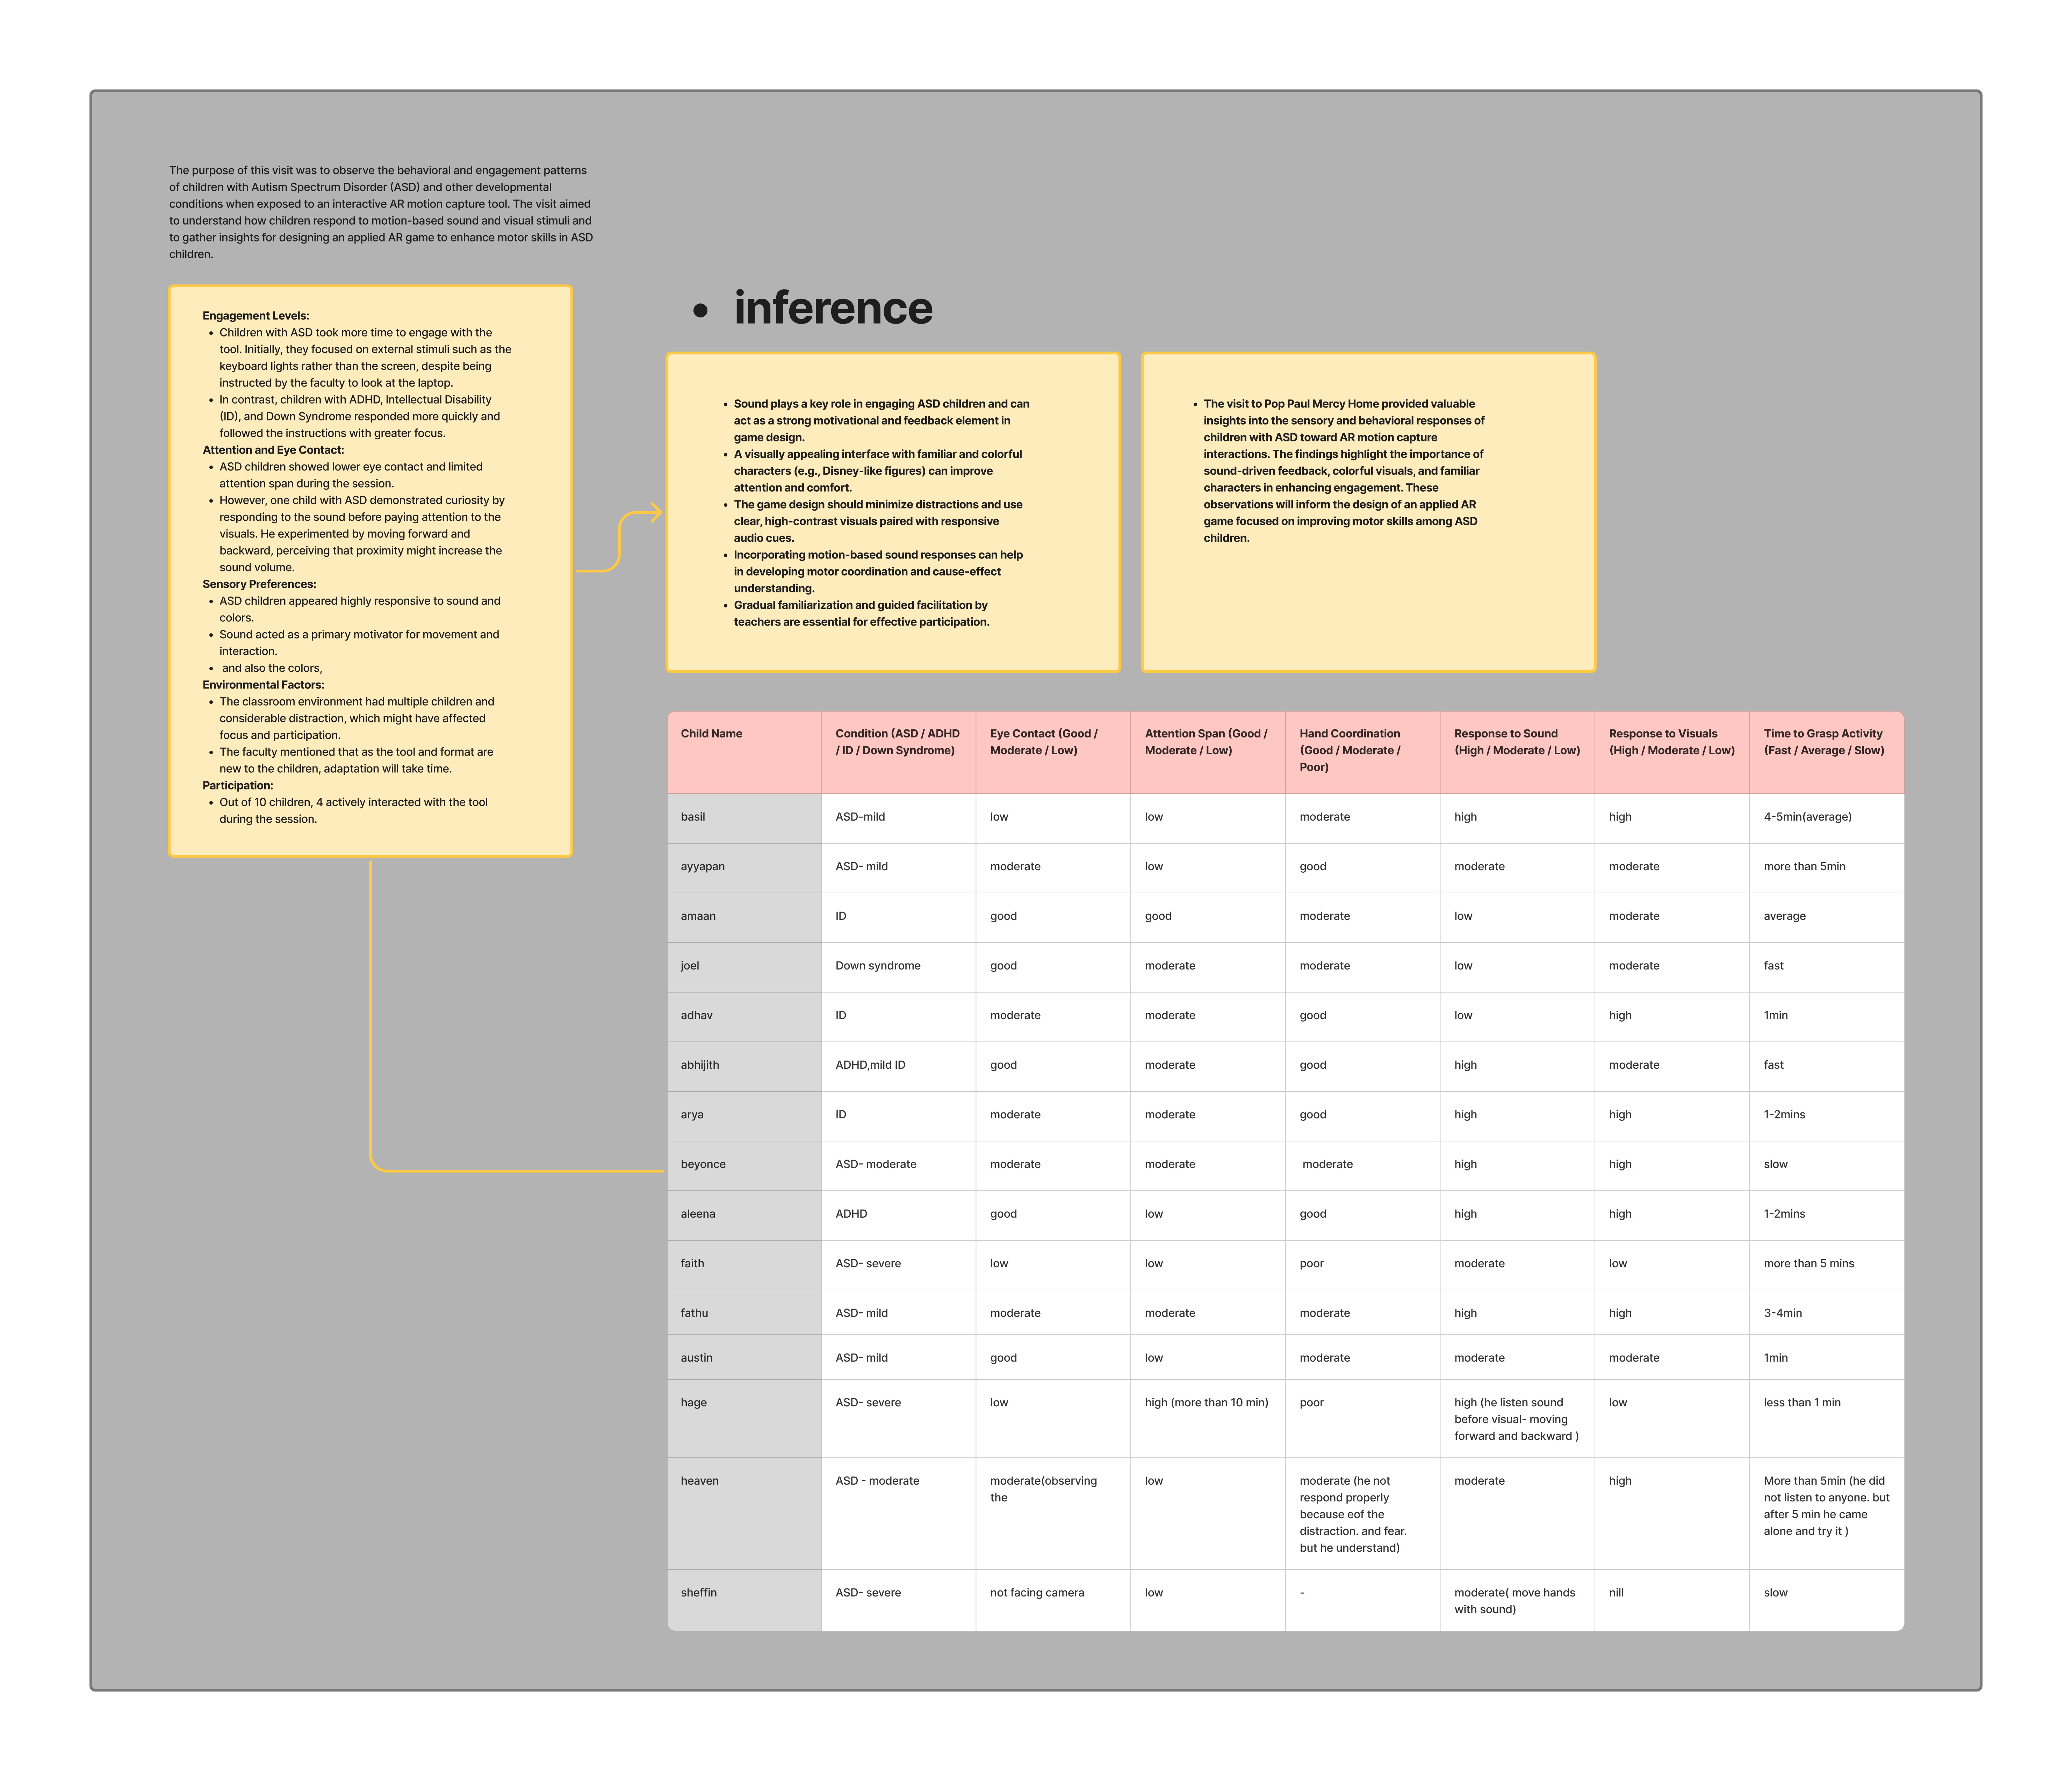 The purpose of this visit was to observe the behavioral and engagement patterns
of children with Autism Spectrum Disorder (ASD) and other developmental
conditions when exposed to an interactive AR motion capture tool. The visit aimed
to understand how children respond to motion-based sound and visual stimuli and
to gather insights for designing an applied AR game to enhance motor skills in ASD
children.
Engagement Levels:
• Children with ASD took more time to engage with the
tool. Initially, they focused on external stimuli such as the
keyboard lights rather than the screen, despite being
instructed by the faculty to look at the laptop.
• In contrast, children with ADHD, Intellectual Disability
(ID), and Down Syndrome responded more quickly and
followed the instructions with greater focus.
Attention and Eye Contact:
• ASD children showed lower eye contact and limited
attention span during the session.
• However, one child with ASD demonstrated curiosity by
responding to the sound before paying attention to the
visuals. He experimented by moving forward and
backward, perceiving that proximity might increase the
sound volume.
Sensory Preferences:
• ASD children appeared highly responsive to sound and
colors.
• Sound acted as a primary motivator for movement and
interaction.
• and also the colors,
Environmental Factors:
• The classroom environment had multiple children and
considerable distraction, which might have affected
focus and participation.
• The faculty mentioned that as the tool and format are
new to the children, adaptation will take time.
Participation:
• Out of 10 children, 4 actively interacted with the tool
during the session.
• inference
• Sound plays a key role in engaging ASD children and can
act as a strong motivational and feedback element in
game design.
• A visually appealing interface with familiar and colorful
characters (e.g., Disney-like figures) can improve
attention and comfort.
• The game design should minimize distractions and use
clear, high-contrast visuals paired with responsive
audio cues.
• Incorporating motion-based sound responses can help
in developing motor coordination and cause-effect
understanding.
• Gradual familiarization and guided facilitation by
teachers are essential for effective participation.
• The visit to Pop Paul Mercy Home provided valuable
insights into the sensory and behavioral responses of
children with ASD toward AR motion capture
interactions. The findings highlight the importance of
sound-driven feedback, colorful visuals, and familiar
characters in enhancing engagement. These
observations will inform the design of an applied AR
game focused on improving motor skills among ASD
children.
Child Name
Condition (ASD / ADHD
/ ID / Down Syndrome)
Eye Contact (Good /
Moderate / Low)
Attention Span (Good /
Moderate / Low)
Hand Coordination
(Good / Moderate /
Poor)
Response to Sound
(High / Moderate / Low)
Response to Visuals
(High / Moderate / Low)
Time to Grasp Activity
(Fast / Average / Slow)
basil
ASD-mild
low
low
moderate
high
high
4-5min(average)
ayyapan
ASD- mild
moderate
low
good
moderate
moderate
more than 5min
amaan
ID
good
good
moderate
low
moderate
average
joel
Down syndrome
good
moderate
moderate
low
moderate
fast
adhav
ID
moderate
moderate
good
low
high
1min
abhijith
ADHD,mild ID
good
moderate
good
high
moderate
fast
arya
ID
moderate
moderate
good
high
high
1-2mins
beyonce
ASD- moderate
moderate
moderate
moderate
high
high
slow
aleena
ADHD
good
low
good
high
high
1-2mins
faith
ASD- severe
low
low
poor
moderate
low
more than 5 mins
fathu
ASD- mild
moderate
moderate
moderate
high
high
3-4min
austin
ASD- mild
good
low
moderate
moderate
moderate
1min
hage
ASD- severe
low
high (more than 10 min)
poor
high (he listen sound
before visual- moving
forward and backward )
low
less than 1 min
heaven
ASD - moderate
moderate(observing
the
low
moderate (he not
respond properly
because eof the
distraction. and fear.
but he understand)
moderate
high
More than 5min (he did
not listen to anyone. but
after 5 min he came
alone and try it )
sheffin
ASD- severe
not facing camera
low
-
moderate( move hands
with sound)
nill
slow